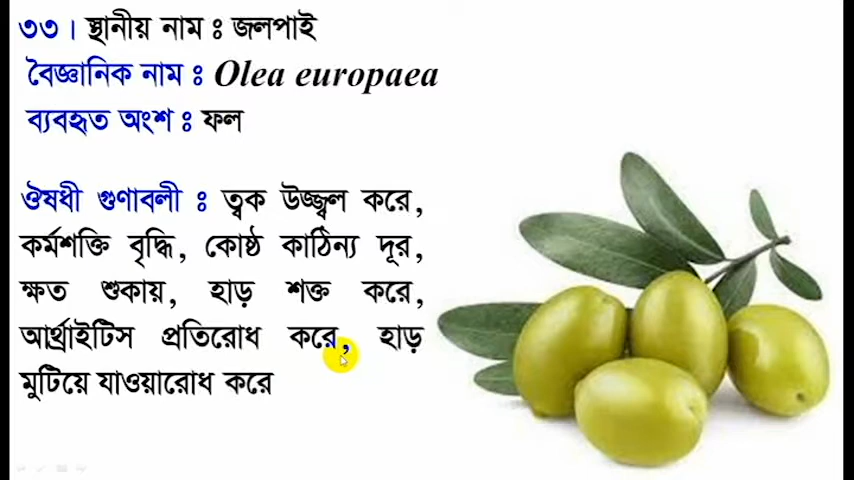 ৩৩। স্থানীয় নাম ঃ জলপাই
বৈজ্ঞানিক নাম ঃ Olea europaea
ব্যবহৃত অংশ ঃ ফল
ঔষধী গুণাবলী ঃ ত্বক উজ্জ্বল করে,
কর্মশক্তি বৃদ্ধি, কোষ্ঠ কাঠিন্য দূর,
ক্ষত শুকায়, হাড় শক্ত করে,
আর্থ্রাইটিস প্রতিরোধ করে, হাড়
মুটিয়ে যাওয়ারোধ করে